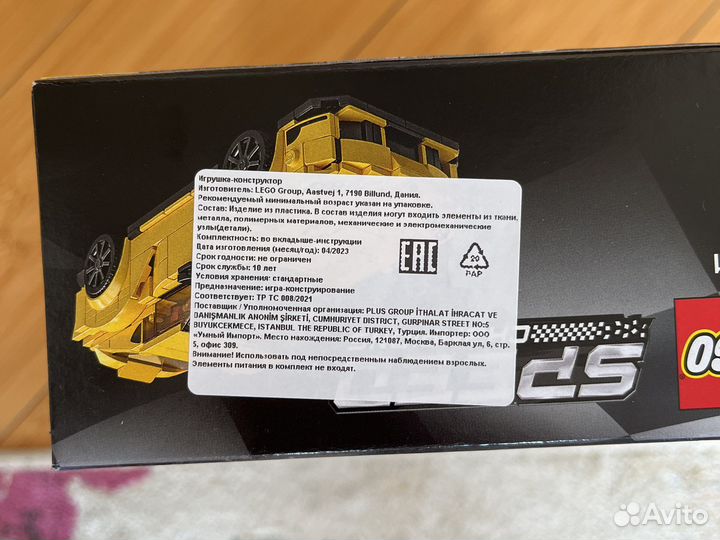 Игрушка-конструктор
Изготовитель: LEGO Group, Aastvej 1, 7190 Billund, Дания.
Рекомендуемый минимальный возраст указан на упаковке.
Состав: Изделие из пластика. В состав изделия могут входить элементы из ткани,
металла, полимерных материалов, механические и электромеханические
узлы(детали).
Комплектность: во вкладыше-инструкции
Дата изготовления (месяц/год): 04/2023
Срок годности: не ограничен
Срок службы: 10 лет
Условия хранения: стандартные
Предназначение: игра-конструирование
Соответствует: ТР ТС 008/2021
Поставщик / Уполномоченная организация: PLUS GROUP İTHALAT İHRACAT VE
DANIŞMANLIK ANONİM ŞİRKETİ, CUMHURIYET DISTRICT, GURPINAR STREET NO:5
BUYUKCEKMECE, ISTANBUL THE REPUBLIC OF TURKEY, Турция. Импортер: ООО
«Умный Импорт». Место нахождения: Россия, 121087, Москва, Барклая ул, 6, стр.
5, офис 309.
Внимание! Использовать под непосредственным наблюдением взрослых.
Элементы питания в комплект не входят.
EAC
20
PAP
Avito